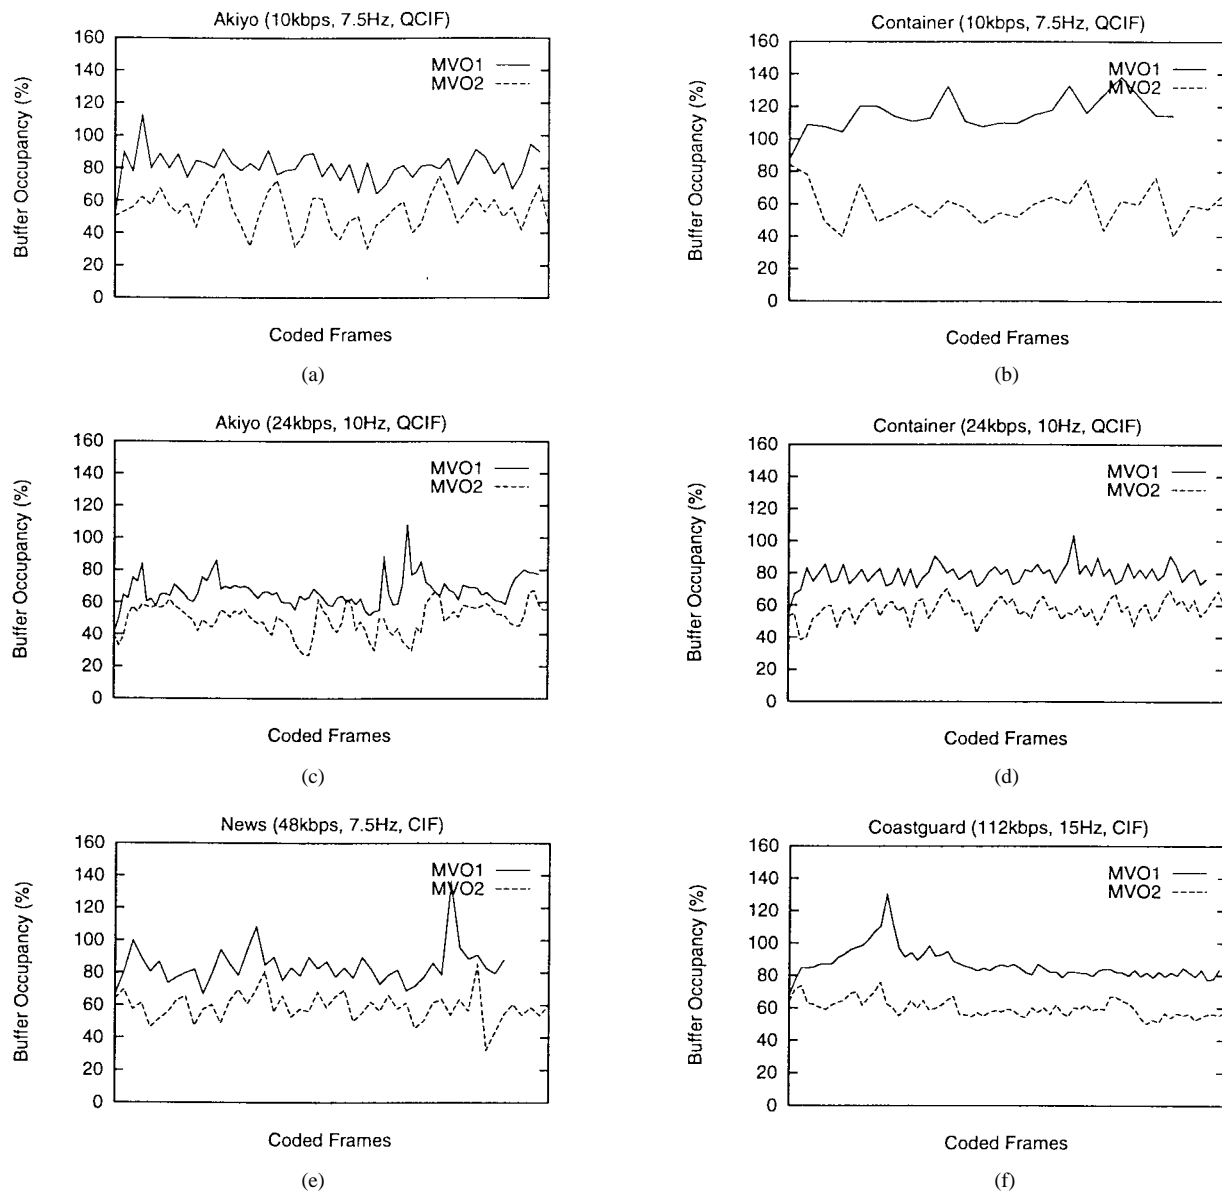 Akiyo (10kbps, 7.5Hz, QCIF)
160
140
120
100
80
60
40
20
0
Buffer Occupancy (%)
MVO1
MVO2
Coded Frames
(a)
Container (10kbps, 7.5Hz, QCIF)
160
140
120
100
80
60
40
20
0
Buffer Occupancy (%)
MVO1
MVO2
Coded Frames
(b)
Akiyo (24kbps, 10Hz, QCIF)
160
140
120
100
80
60
40
20
0
Buffer Occupancy (%)
MVO1
MVO2
Coded Frames
(c)
Container (24kbps, 10Hz, QCIF)
160
140
120
100
80
60
40
20
0
Buffer Occupancy (%)
MVO1
MVO2
Coded Frames
(d)
News (48kbps, 7.5Hz, CIF)
160
140
120
100
80
60
40
20
0
Buffer Occupancy (%)
MVO1
MVO2
Coded Frames
(e)
Coastguard (112kbps, 15Hz, CIF)
160
140
120
100
80
60
40
20
0
Buffer Occupancy (%)
MVO1
MVO2
Coded Frames
(f)